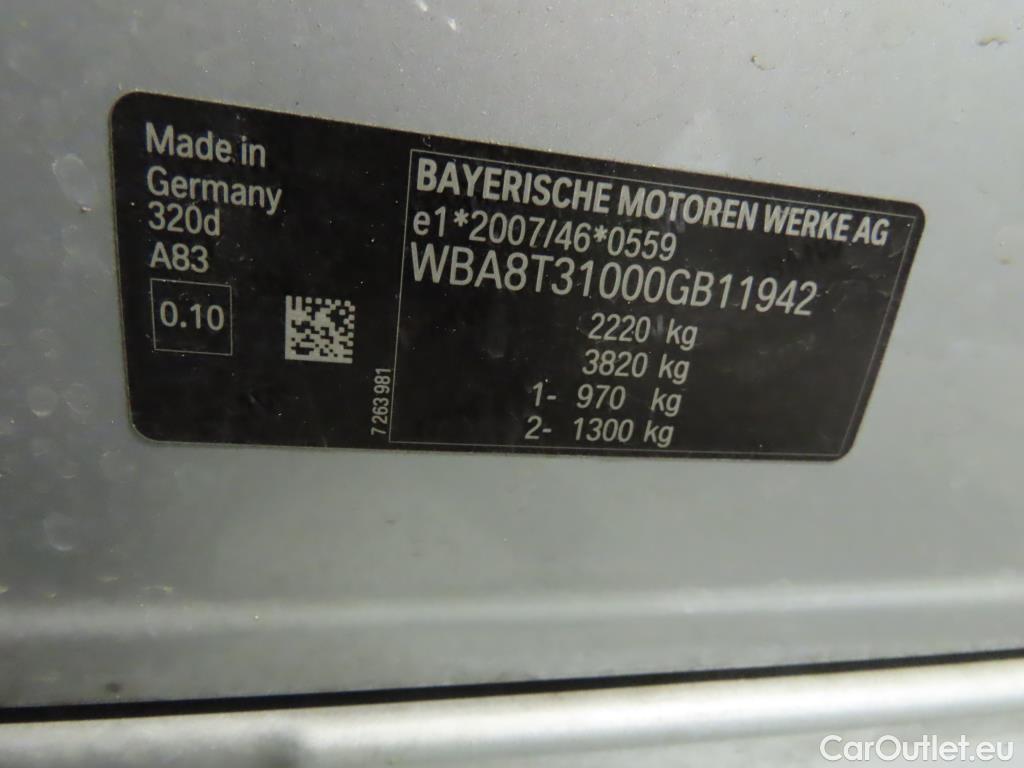 Made in
Germany
320d
A83
0.10
7 263 981
BAYERISCHE MOTOREN WERKE AG
e1*2007/46*0559
WBA8T31000GB11942
2220 kg
3820 kg
1- 970 kg
2- 1300 kg
CarOutlet.eu